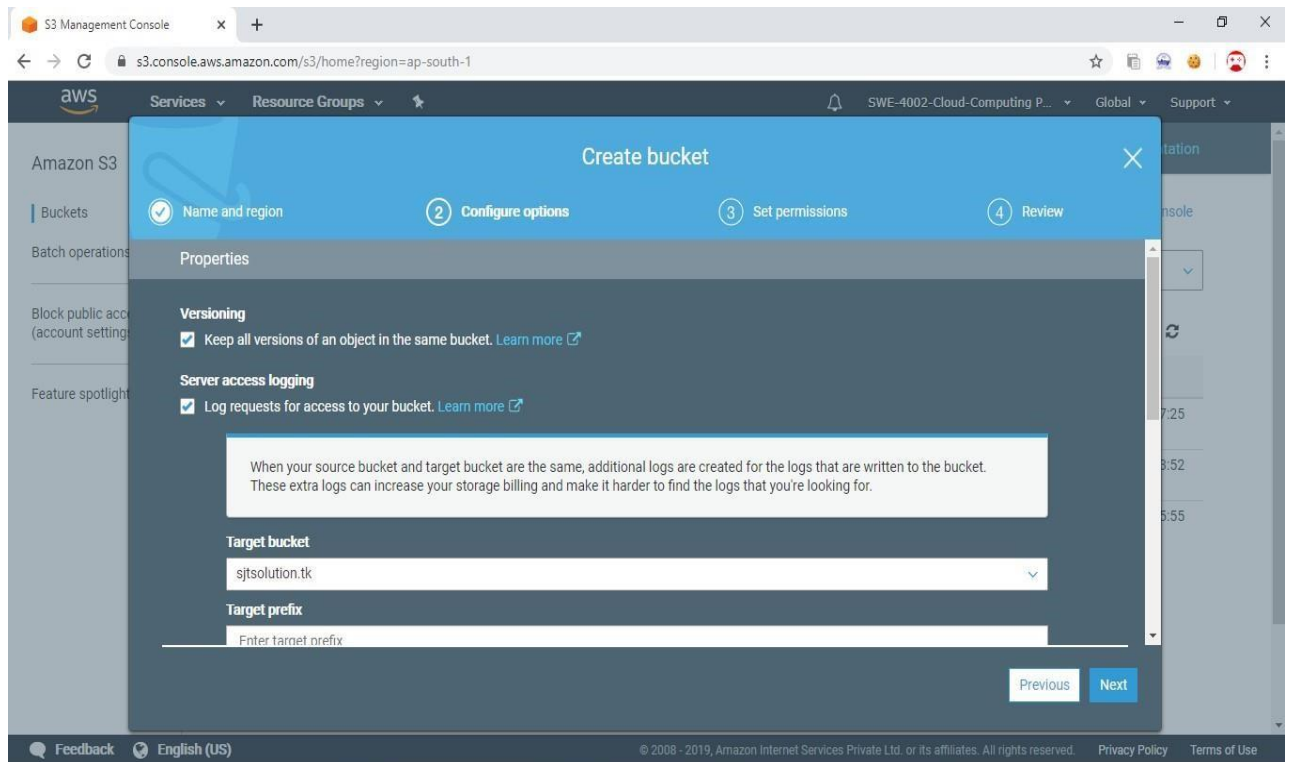 S3 Management Console
s3.console.aws.amazon.com/s3/home?region=ap-south-1
aws
Services
Resource Groups
SWE-4002-Cloud-Computing P...
Global
Support
Amazon S3
Create bucket
tation
Buckets
Name and region
2 Configure options
3 Set permissions
4 Review
nsole
Batch operations
Properties
Block public acc
(account setting
Versioning
Keep all versions of an object in the same bucket. Learn more
Server access logging
Feature spotlight
Log requests for access to your bucket. Learn more
7:25
When your source bucket and target bucket are the same, additional logs are created for the logs that are written to the bucket.
These extra logs can increase your storage billing and make it harder to find the logs that you're looking for.
3:52
5:55
Target bucket
sjtsolution.tk
Target prefix
Enter target prefix
Previous
Next
Feedback
English (US)
© 2008 - 2019, Amazon Internet Services Private Ltd. or its affiliates. All rights reserved.
Privacy Policy
Terms of Use